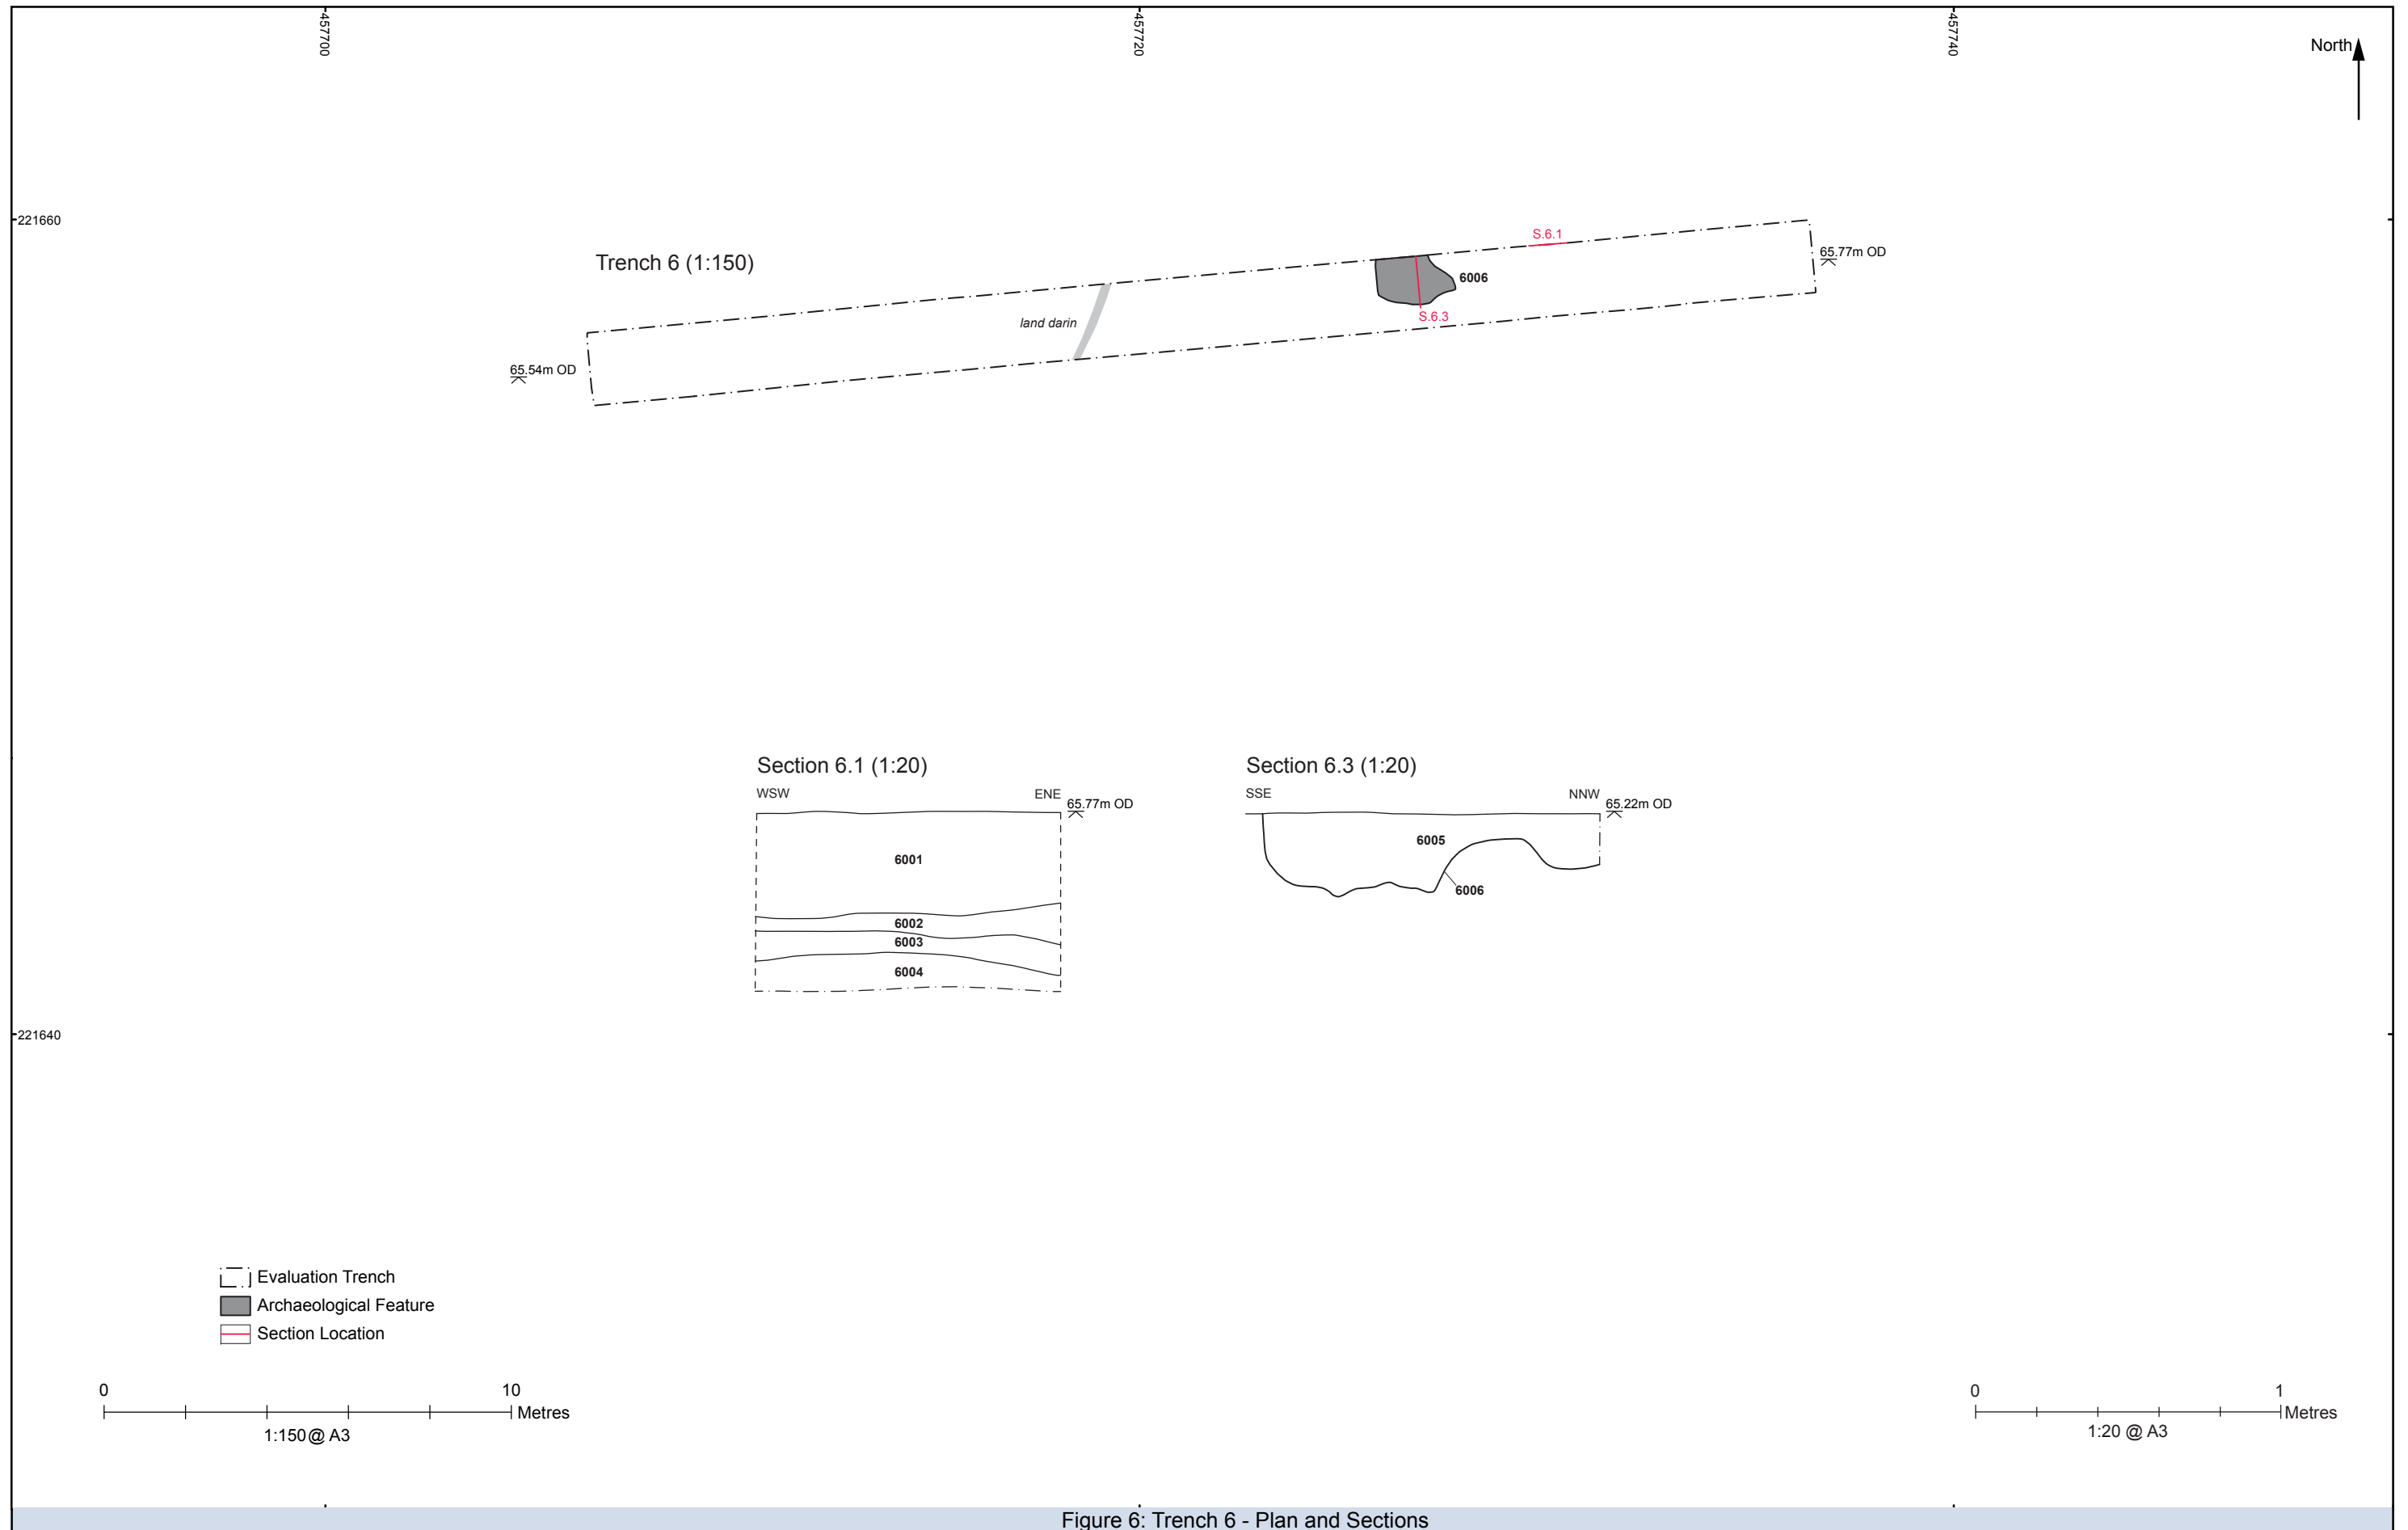 457700
457720
457740
North
221660
Trench 6 (1:150)
S.6.1
65.77m OD
6006
land darin
S.6.3
65.54m OD
Section 6.1 (1:20)
WSW
ENE
65.77m OD
6001
6002
6003
6004
Section 6.3 (1:20)
SSE
NNW
65.22m OD
6005
6006
221640
Evaluation Trench
Archaeological Feature
Section Location
0 10
Metres
1:150@ A3
0 1
Metres
1:20 @ A3
Figure 6: Trench 6 - Plan and Sections